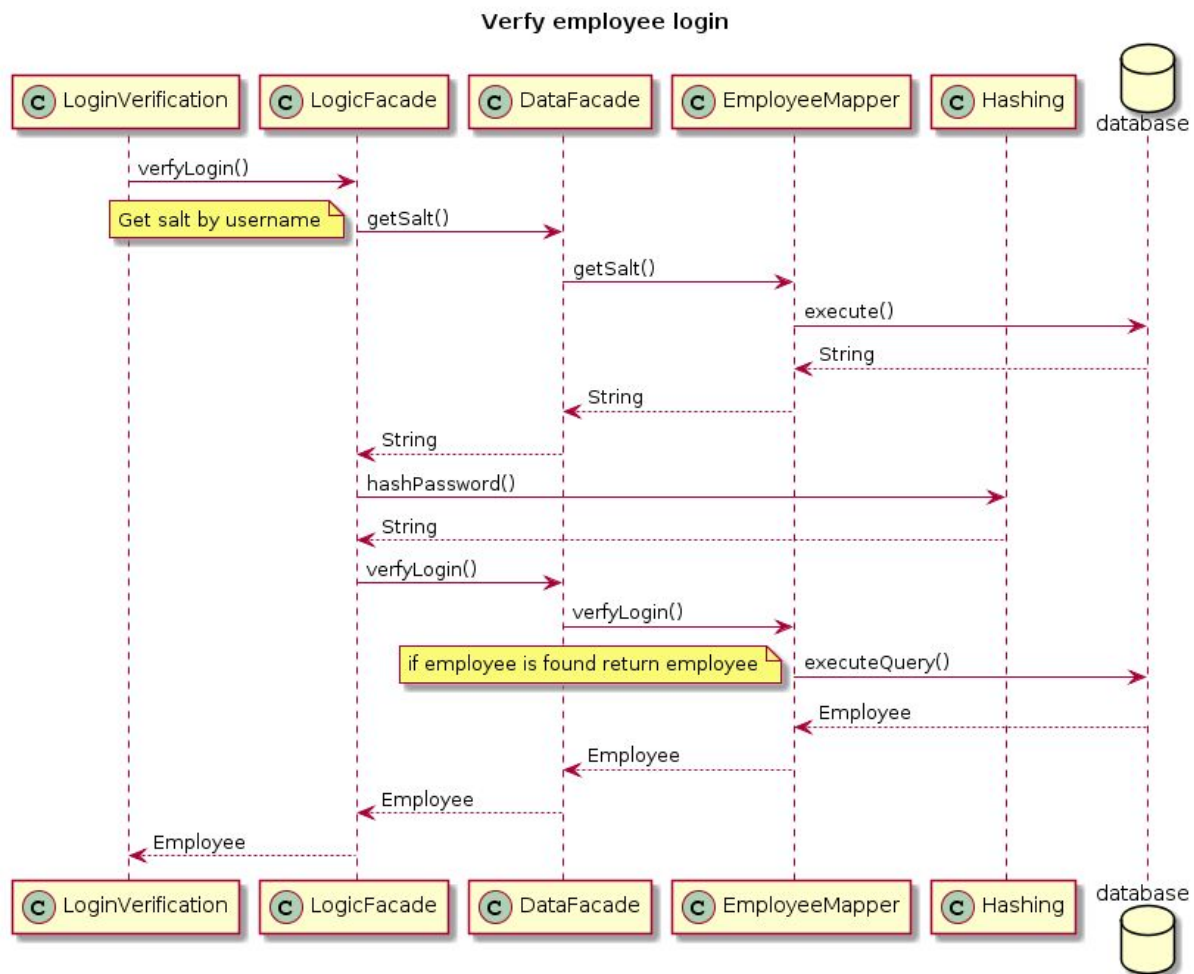 Verfy employee login
C LoginVerification
C LogicFacade
C DataFacade
C EmployeeMapper
C Hashing
database
verfyLogin()
Get salt by username
getSalt()
getSalt()
execute()
String
String
String
hashPassword()
String
verfyLogin()
verfyLogin()
if employee is found return employee
executeQuery()
Employee
Employee
Employee
Employee
C LoginVerification
C LogicFacade
C DataFacade
C EmployeeMapper
C Hashing
database